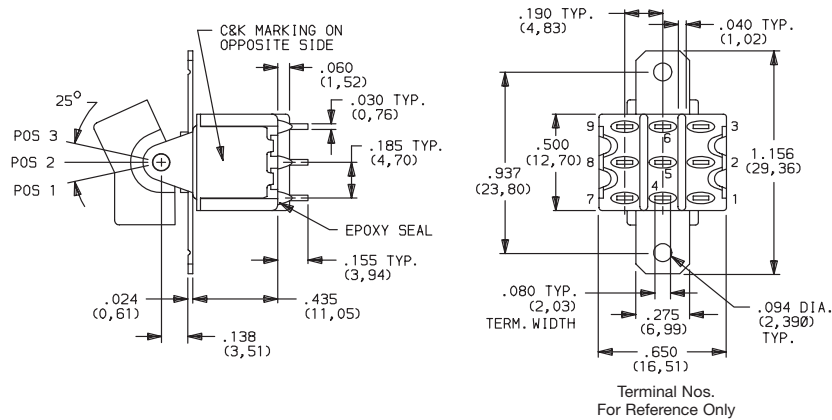 C&K MARKING ON
OPPOSITE SIDE
.060
(1,52)
.030 TYP.
(0,76)
.185 TYP.
(4,70)
25°
POS 3
POS 2
POS 1
EPOXY SEAL
.155 TYP.
(3,94)
.024
(0,61)
.435
(11,05)
.138
(3,51)
.190 TYP.
(4,83)
.040 TYP.
(1,02)
9
6
3
8
5
2
7
4
1
.500
(12,70)
.937
(23,80)
1.156
(29,36)
.080 TYP.
(2,03)
TERM. WIDTH
.275
(6,99)
.094 DIA.
(2,390)
TYP.
.650
(16,51)
Terminal Nos.
For Reference Only